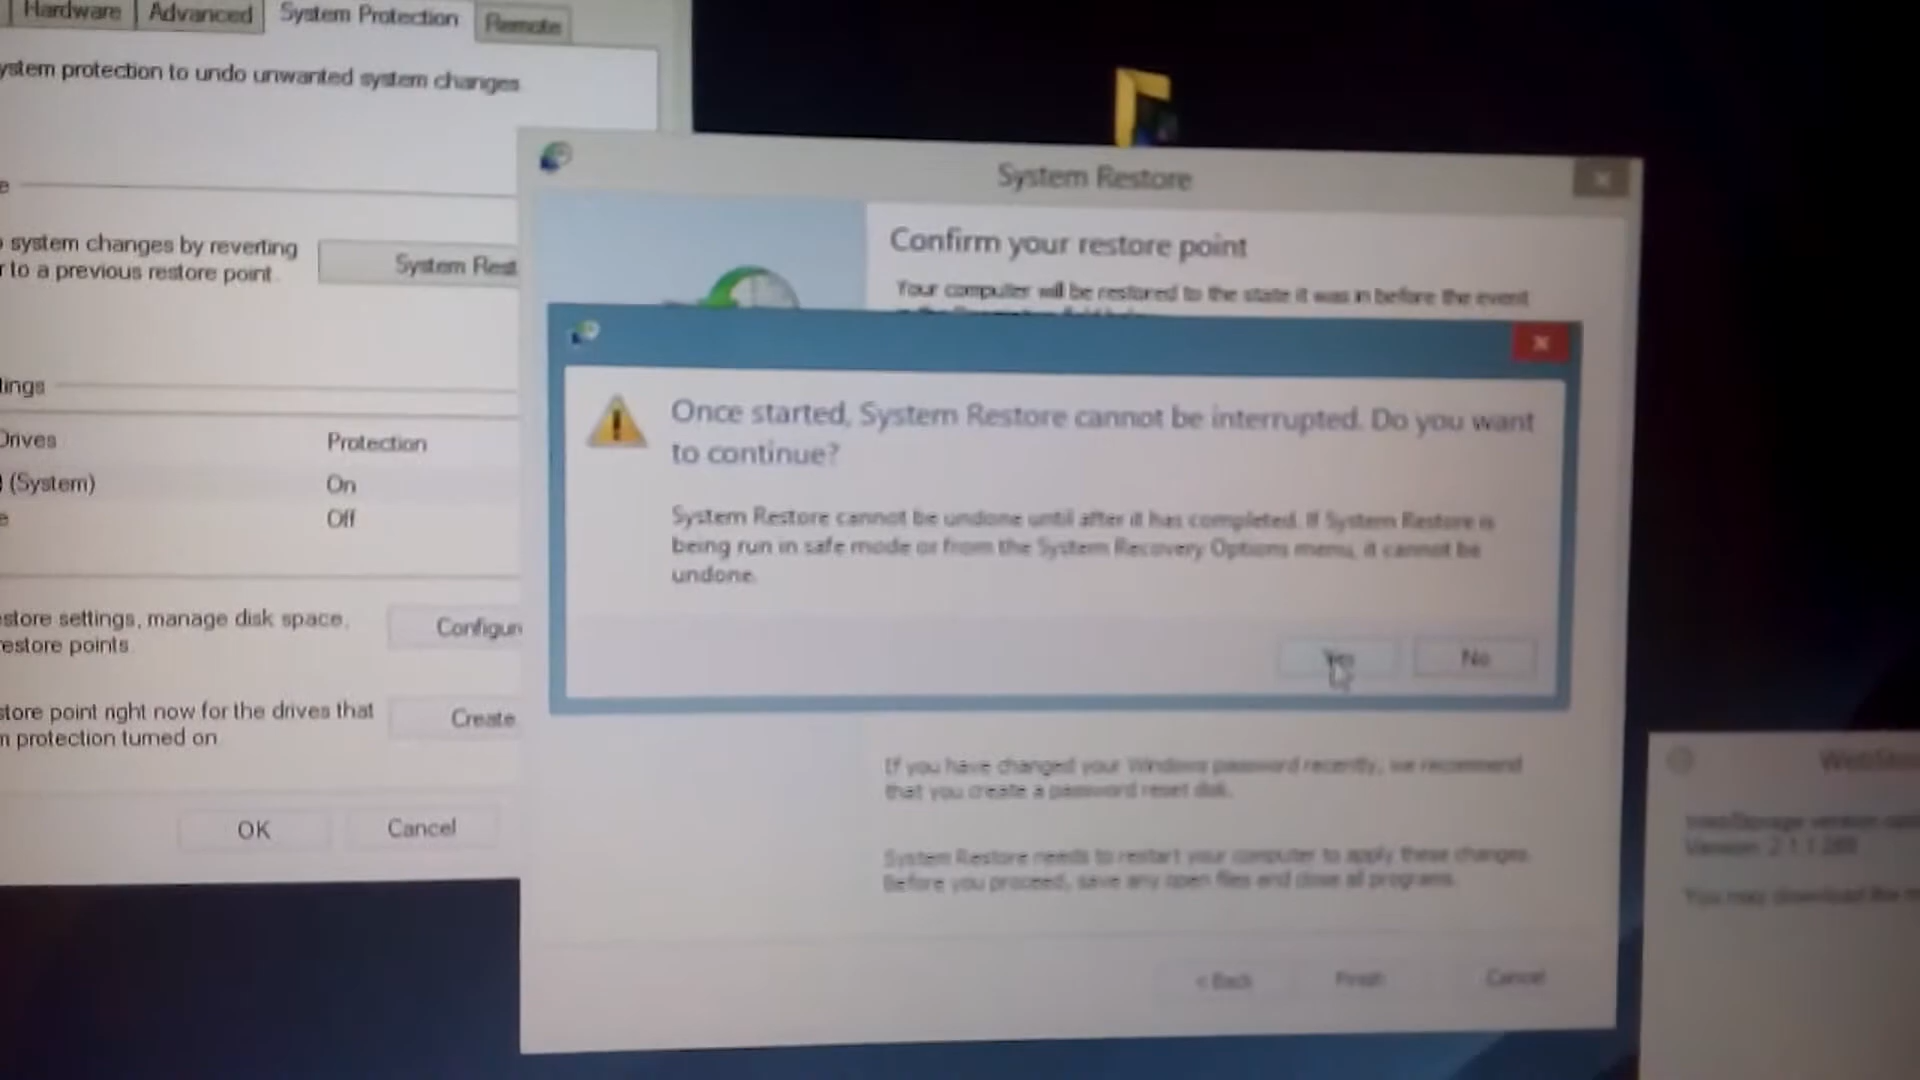 Hardware
Advanced
System Protection
Remote
ystem protection to undo unwanted system changes
e
system changes by reverting
r to a previous restore point.
System Rest
tings
Drives
Protection
(System)
On
e
Off
estore settings, manage disk space,
restore points
Configur
store point right now for the drives that
m protection turned on
Create
OK
Cancel
System Restore
Confirm your restore point
Your computer will be restored to the state it was in before the event
Once started, System Restore cannot be interrupted. Do you want
to continue?
System Restore cannot be undone until after it has completed. If System Restore is
being run in safe mode or from the System Recovery Options menu, it cannot be
undone.
Yes
No
If you have changed your Windows password recently, we recommend
that you create a password reset disk.
System Restore needs to restart your computer to apply these changes.
Before you proceed, save any open files and close all programs.
< Back
Finish
Cancel
You may download the